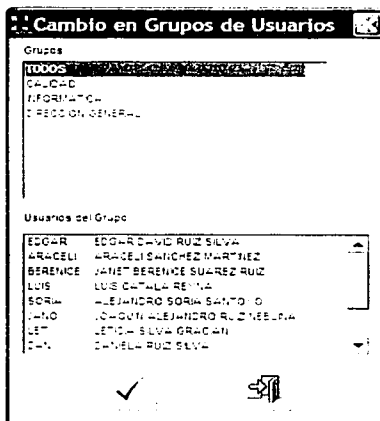 Cambio en Grupos de Usuarios
Grupos
TODOS
CALIDAD
INFORMATICA
DIRECCION GENERAL
Usuarios del Grupo
EDGAR EDGAR DAVID RUIZ SILVA
ARACELI ARACELI SANCHEZ MARTINEZ
BERENICE JANET BERENICE SUAREZ RUIZ
LUIS LUIS CATALA REYNA
SORIA ALEJANDRO SORIA SANTOYO
JANO JOAQUIN ALEJANDRO RUIZ
LET LETICIA SILVA GRACIAN
DAN DANIELA RUIZ SILVA